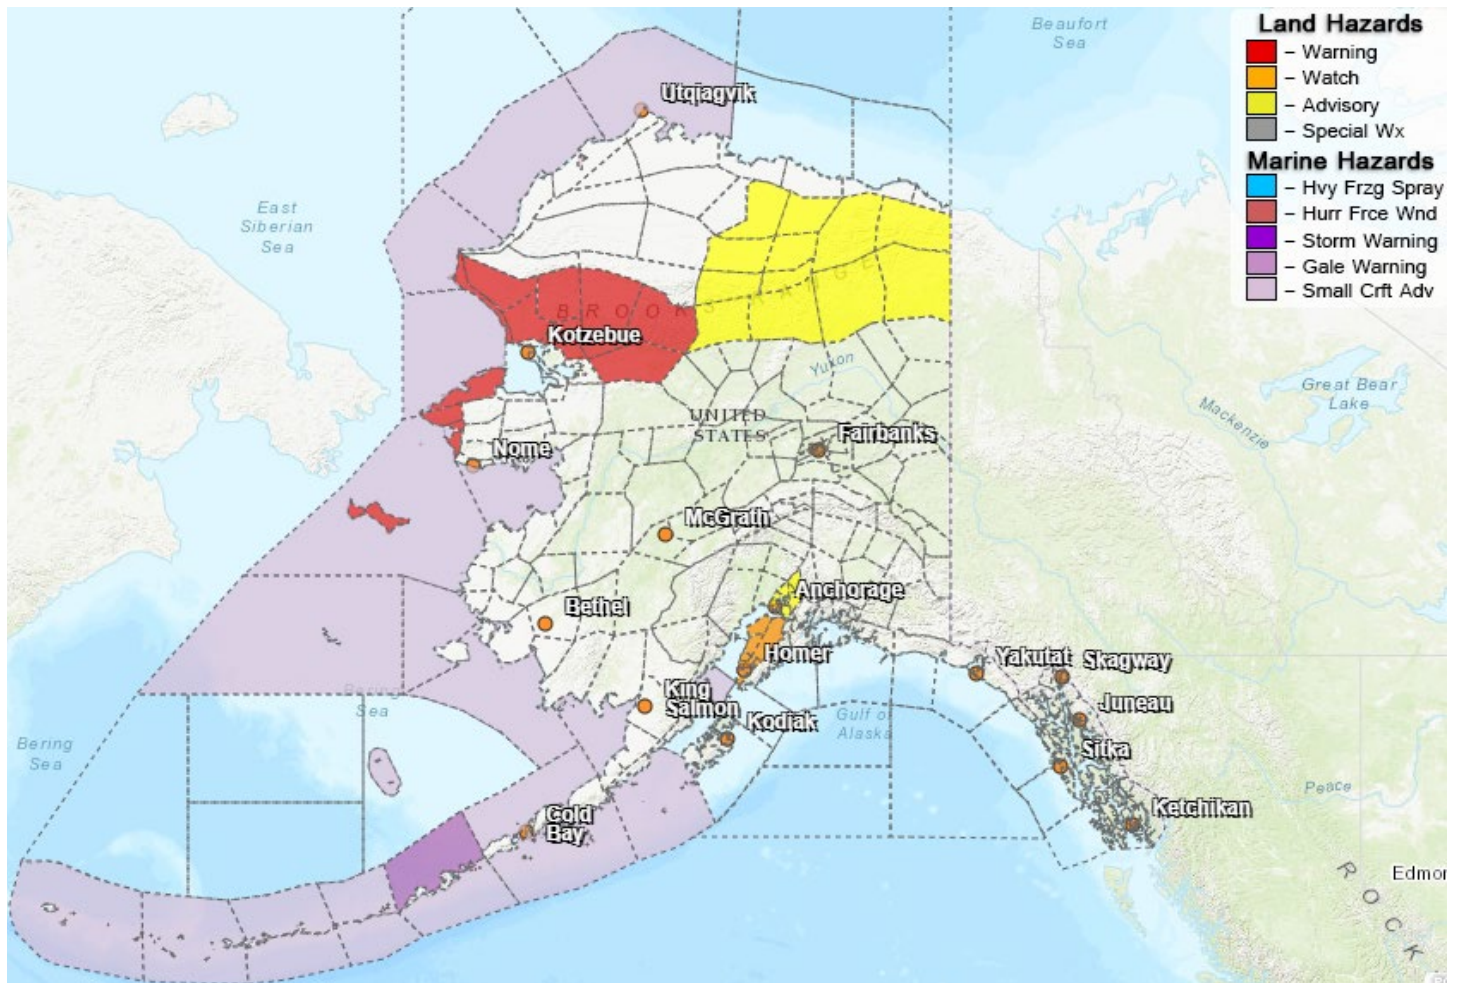 Land Hazards
– Warning
– Watch
– Advisory
– Special Wx
Marine Hazards
– Hvy Frzg Spray
– Hurr Frce Wnd
– Storm Warning
– Gale Warning
– Small Crft Adv
Beaufort
Sea
Utqiagvik
East
Siberian
Sea
BROOKS RANGE
Kotzebue
Yukon
Great Bear
Lake
Mackenzie
UNITED
STATES
Fairbanks
Nome
McGrath
Anchorage
Bethel
Homer
Yakutat
Skagway
King
Salmon
Juneau
Kodiak
Gulf of
Alaska
Bering
Sea
Bering
Sea
Sitka
Peace
Ketchikan
Cold
Bay
Edmor
ROCK